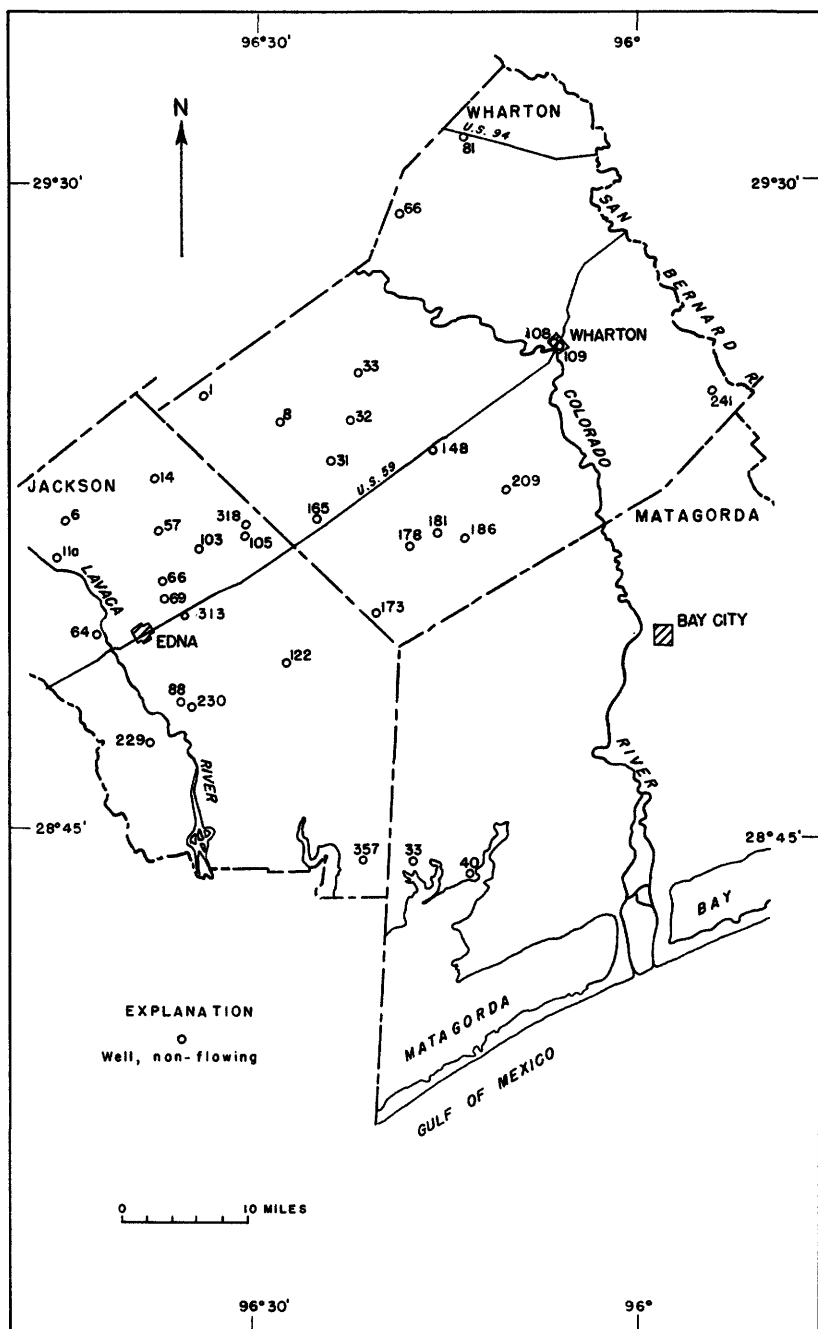 96°30'
96°
N
WHARTON
U.S. 94
81
29°30'
29°30'
66
SAN BERNARD R.
108
WHARTON
109
33
1
241
8
32
COLORADO
148
31
U.S. 59
14
JACKSON
209
165
318
6
MATAGORDA
57
181
103
105
178
186
11a
LAVACA
66
69
313
173
64
EDNA
BAY CITY
122
88
230
229
RIVER
RIVER
28°45'
28°45'
357
33
40
BAY
EXPLANATION
Well, non-flowing
MATAGORDA
GULF OF MEXICO
0
10 MILES
96°30'
96°